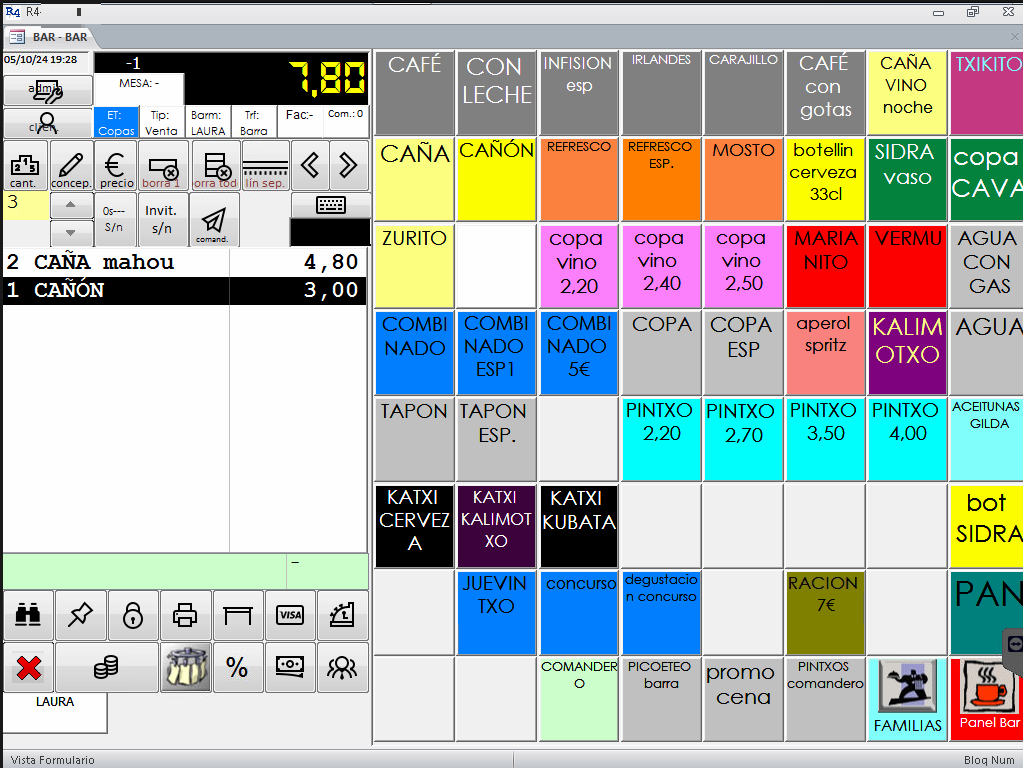 R4 R4-
BAR - BAR
05/10/24 19:28
-1
7,80
admin
MESA: -
clien
ET: Copas
Tip: Venta
Barm: LAURA
Trf: Barra
Fac:-
Com.: 0
cant.
concep.
precio
borra 1
orra tod
lín sep.
3
0s---
S/n
Invit.
s/n
comand.
2 CAÑA mahou 4,80
1 CAÑÓN 3,00
–
VISA
%
LAURA
CAFÉ
CON
LECHE
INFISION
esp
IRLANDES
CARAJILLO
CAFÉ
con
gotas
CAÑA
VINO
noche
TXIKITO
CAÑA
CAÑÓN
REFRESCO
REFRESCO
ESP.
MOSTO
botellin
cerveza
33cl
SIDRA
vaso
copa
CAVA
ZURITO
copa
vino
2,20
copa
vino
2,40
copa
vino
2,50
MARIA
NITO
VERMU
AGUA
CON
GAS
COMBI
NADO
COMBI
NADO
ESP1
COMBI
NADO
5€
COPA
COPA
ESP
aperol
spritz
KALIM
OTXO
AGUA
TAPON
TAPON
ESP.
PINTXO
2,20
PINTXO
2,70
PINTXO
3,50
PINTXO
4,00
ACEITUNAS
GILDA
KATXI
CERVEZ
A
KATXI
KALIMOT
XO
KATXI
KUBATA
bot
SIDRA
JUEVIN
TXO
concurso
degustacio
n concurso
RACION
7€
PAN
COMANDER
O
PICOETEO
barra
promo
cena
PINTXOS
comandero
FAMILIAS
Panel Bar
Vista Formulario
Bloq Num